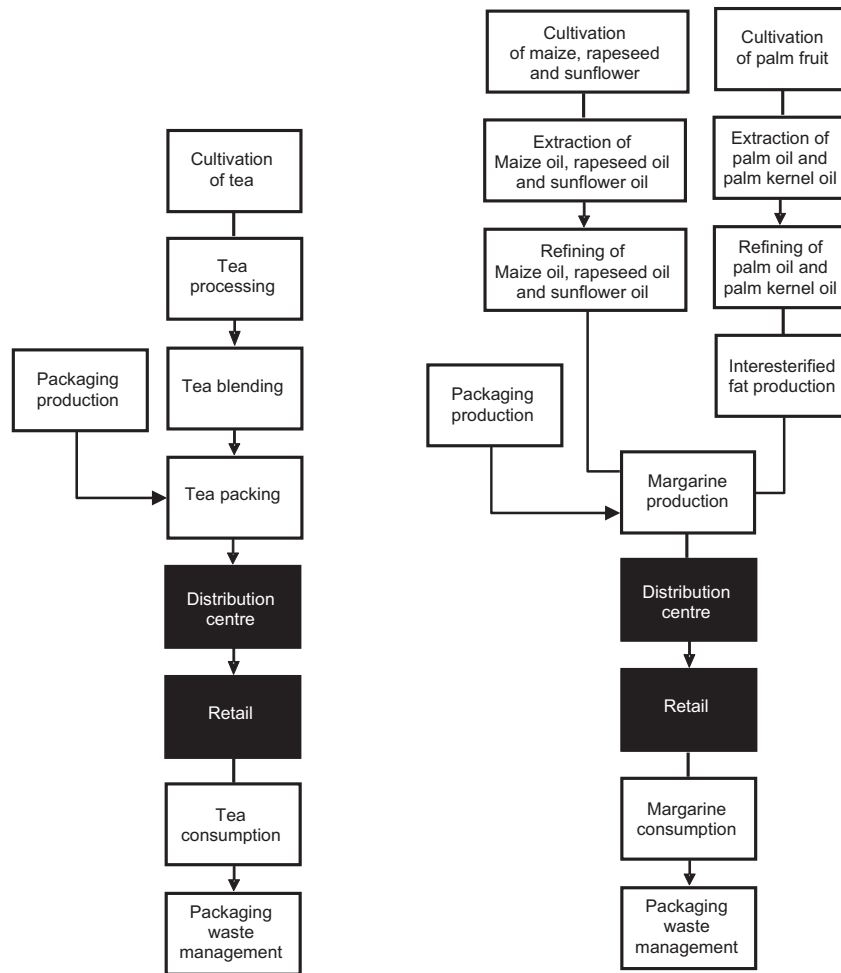 Cultivation
of tea
Tea
processing
Packaging
production
Tea blending
Tea packing
Distribution
centre
Retail
Tea
consumption
Packaging
waste
management
Cultivation
of maize, rapeseed
and sunflower
Cultivation
of palm fruit
Extraction of
Maize oil, rapeseed oil
and sunflower oil
Extraction of
palm oil and
palm kernel oil
Refining of
Maize oil, rapeseed oil
and sunflower oil
Refining of
palm oil and
palm kernel oil
Interesterified
fat production
Packaging
production
Margarine
production
Distribution
centre
Retail
Margarine
consumption
Packaging
waste
management